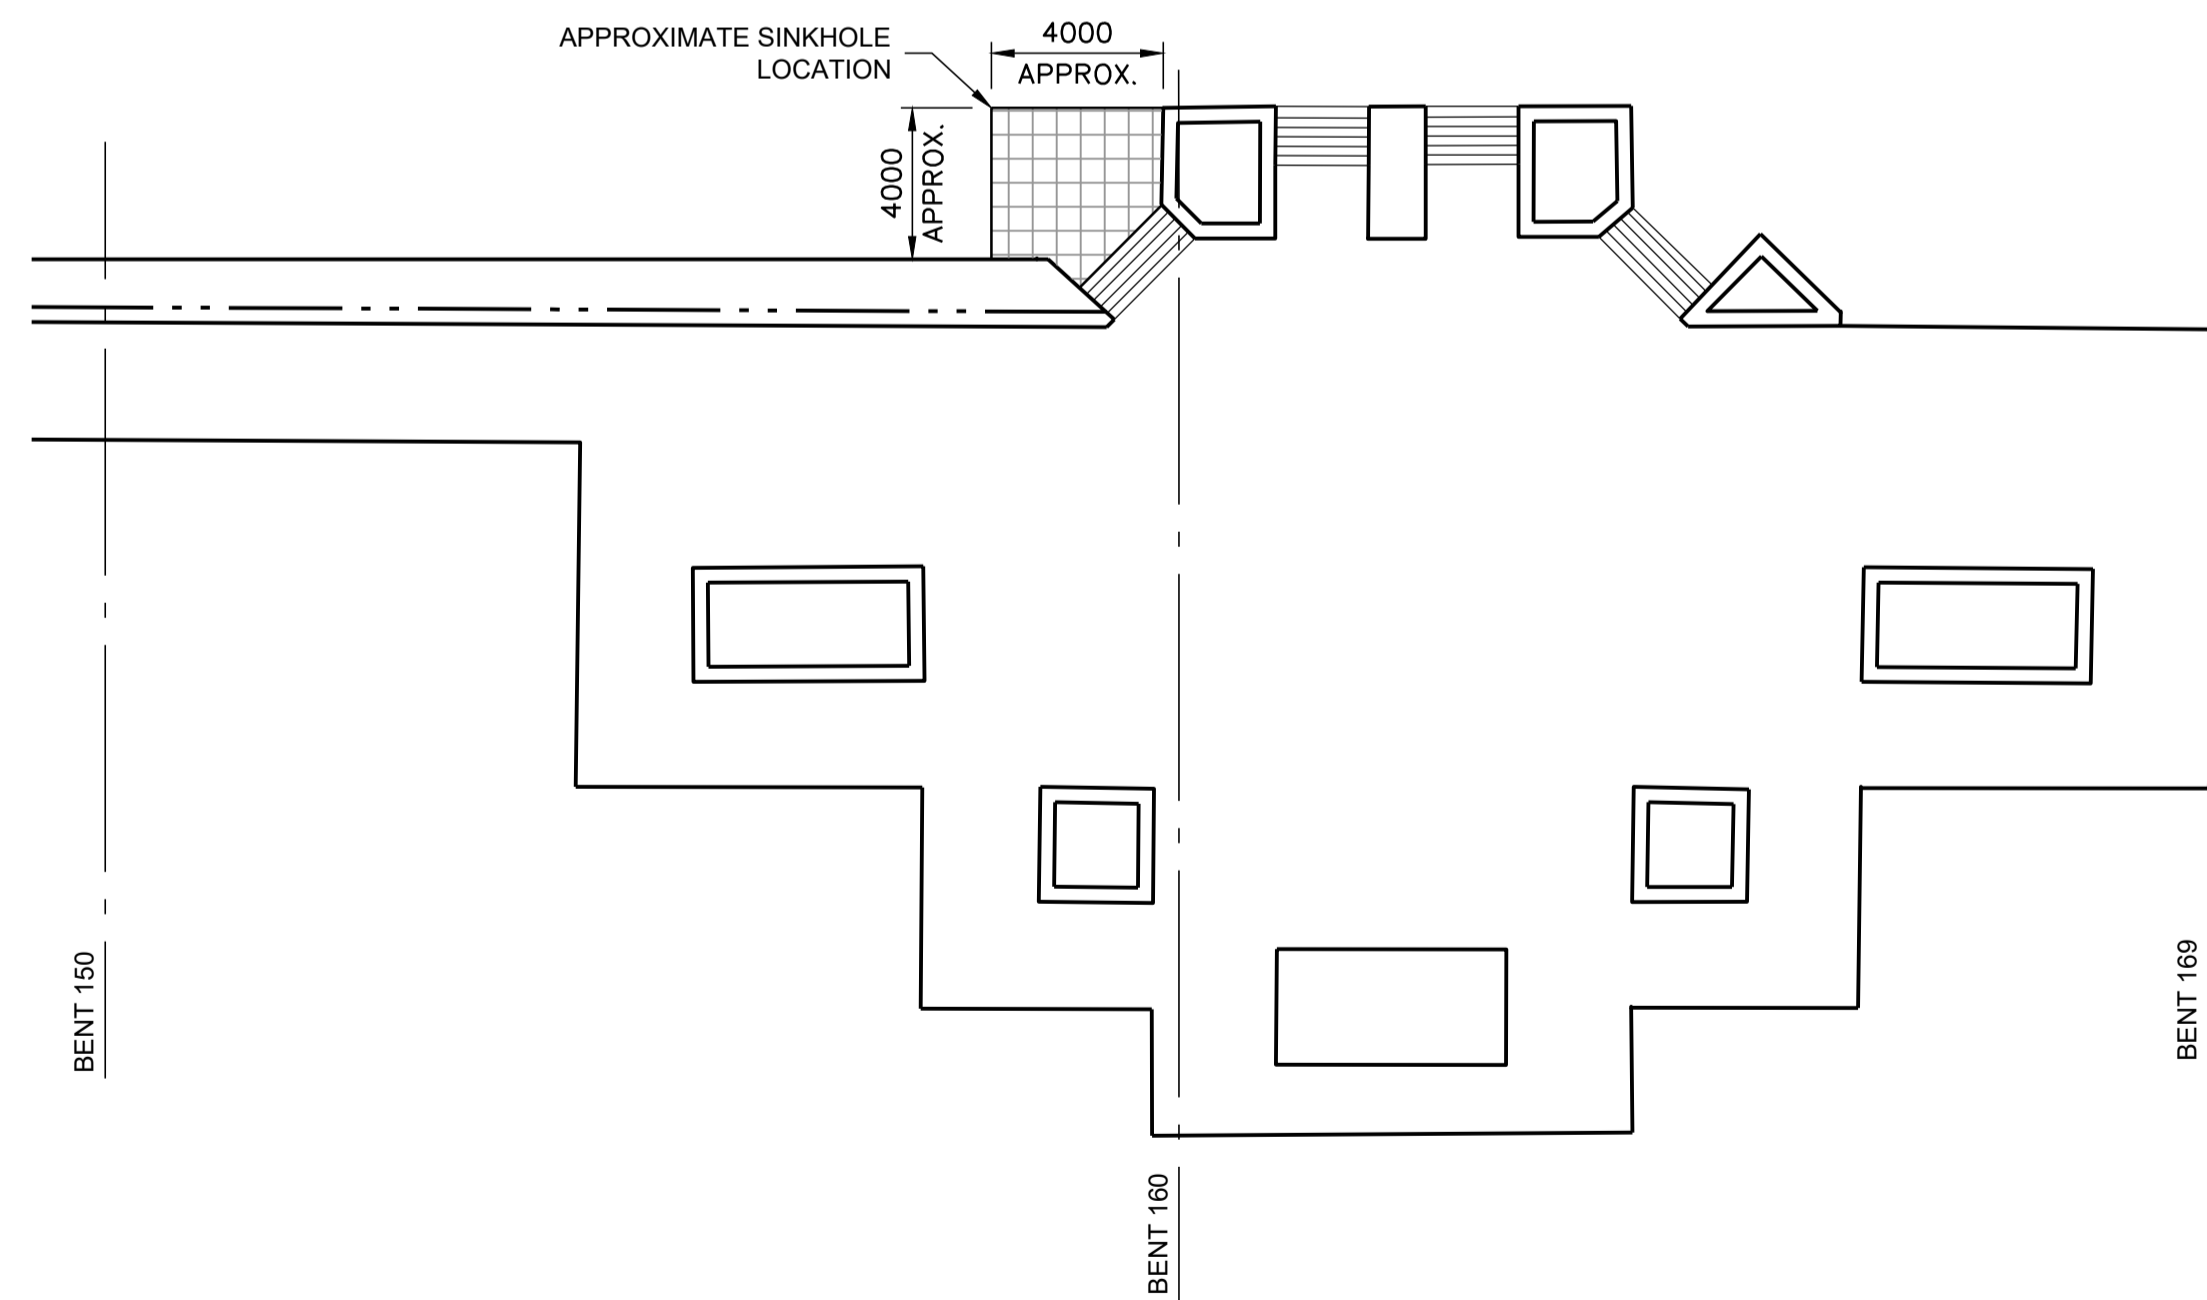 APPROXIMATE SINKHOLE
LOCATION
4000
APPROX.
4000
APPROX.
BENT 150
BENT 160
BENT 169